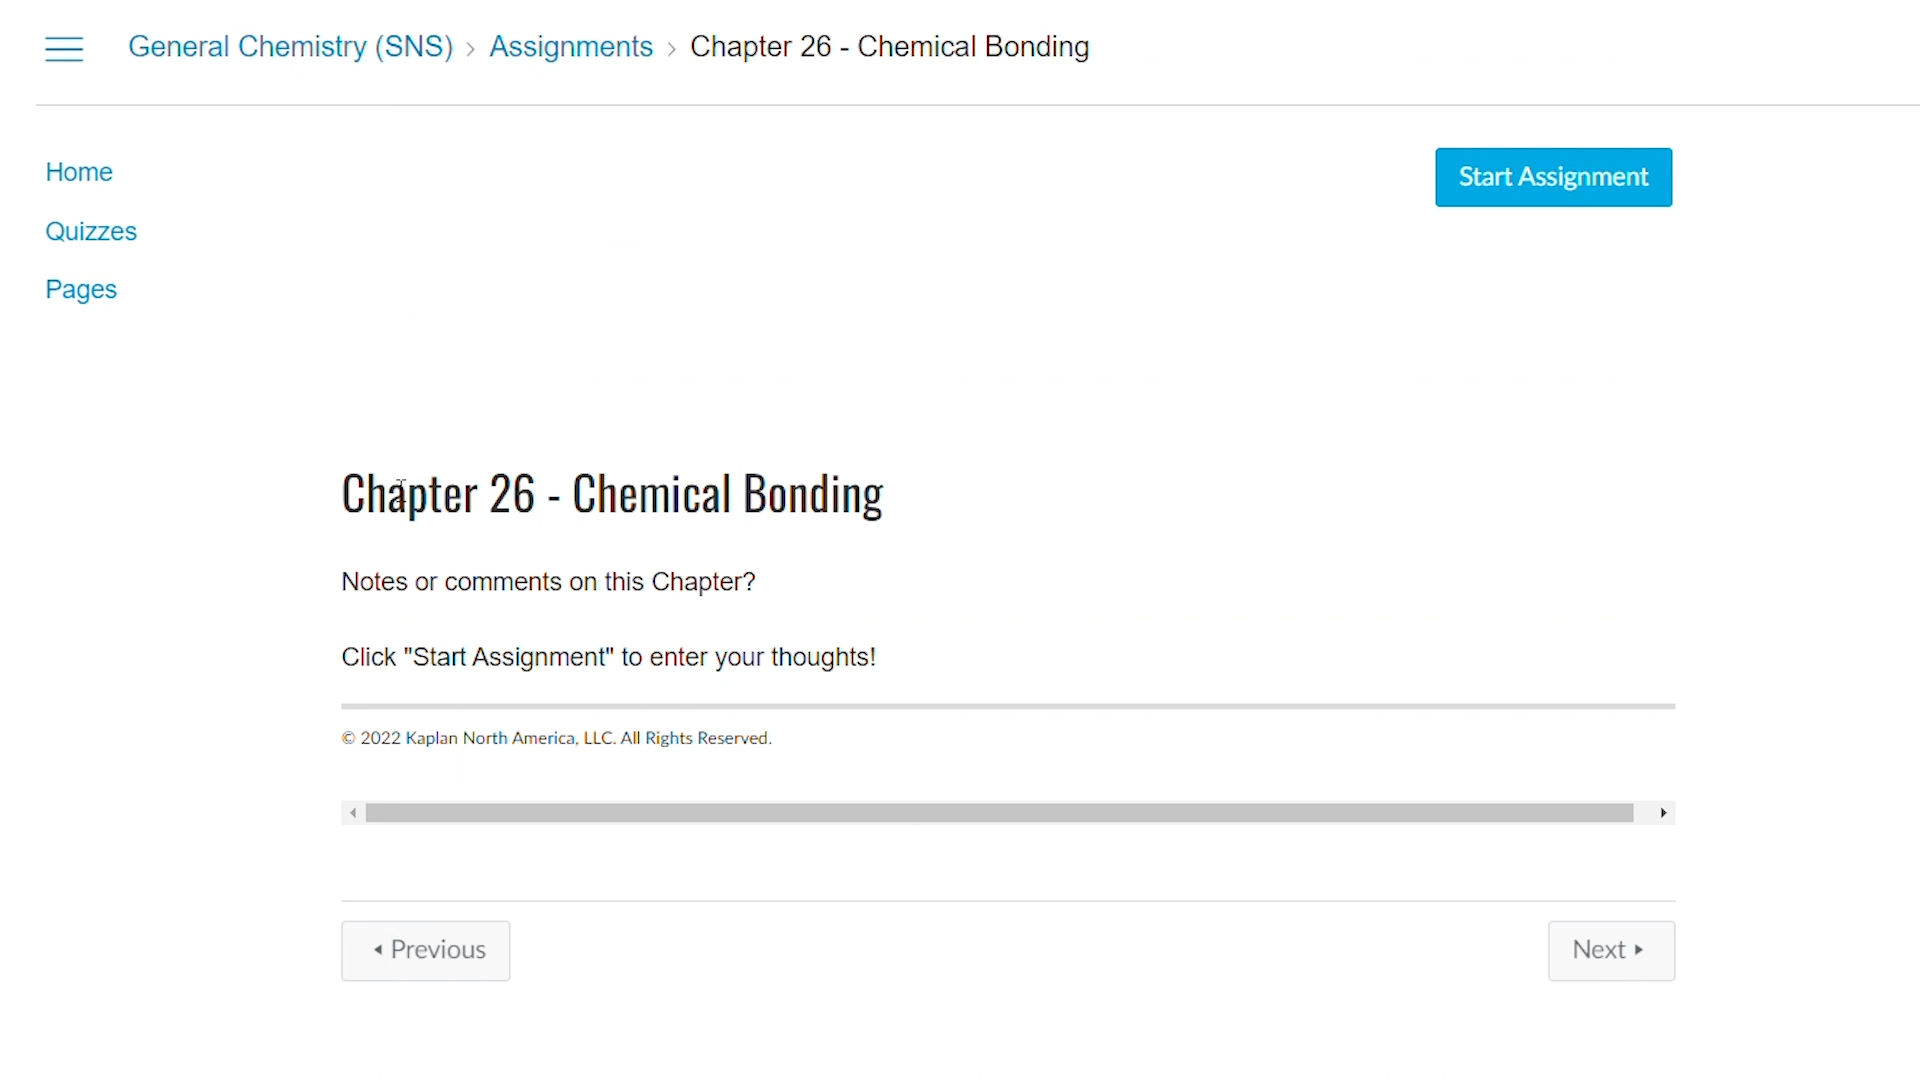 General Chemistry (SNS) › Assignments › Chapter 26 - Chemical Bonding
Home
Quizzes
Pages
Start Assignment
Chapter 26 - Chemical Bonding
Notes or comments on this Chapter?
Click "Start Assignment" to enter your thoughts!
© 2022 Kaplan North America, LLC. All Rights Reserved.
Previous
Next